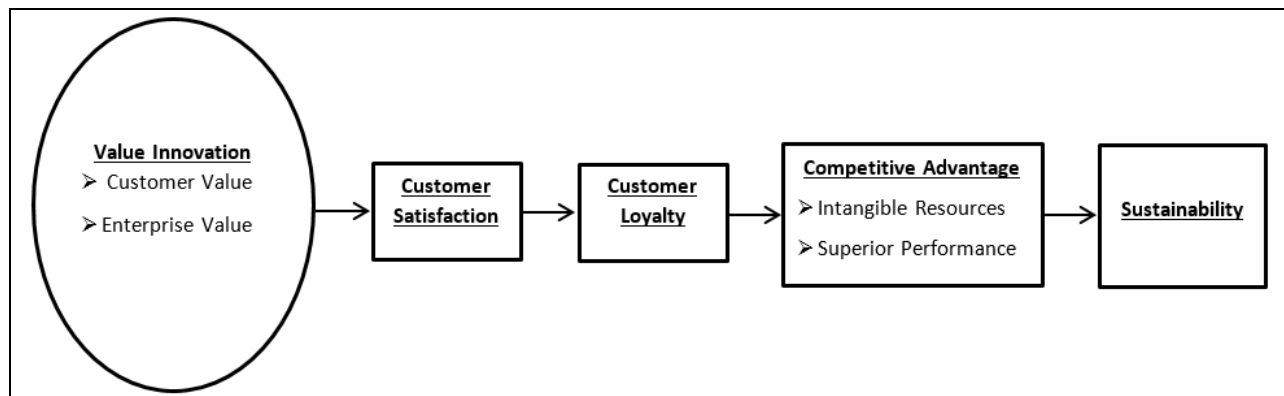 Value Innovation
➢ Customer Value
➢ Enterprise Value
Customer
Satisfaction
Customer
Loyalty
Competitive Advantage
➢ Intangible Resources
➢ Superior Performance
Sustainability